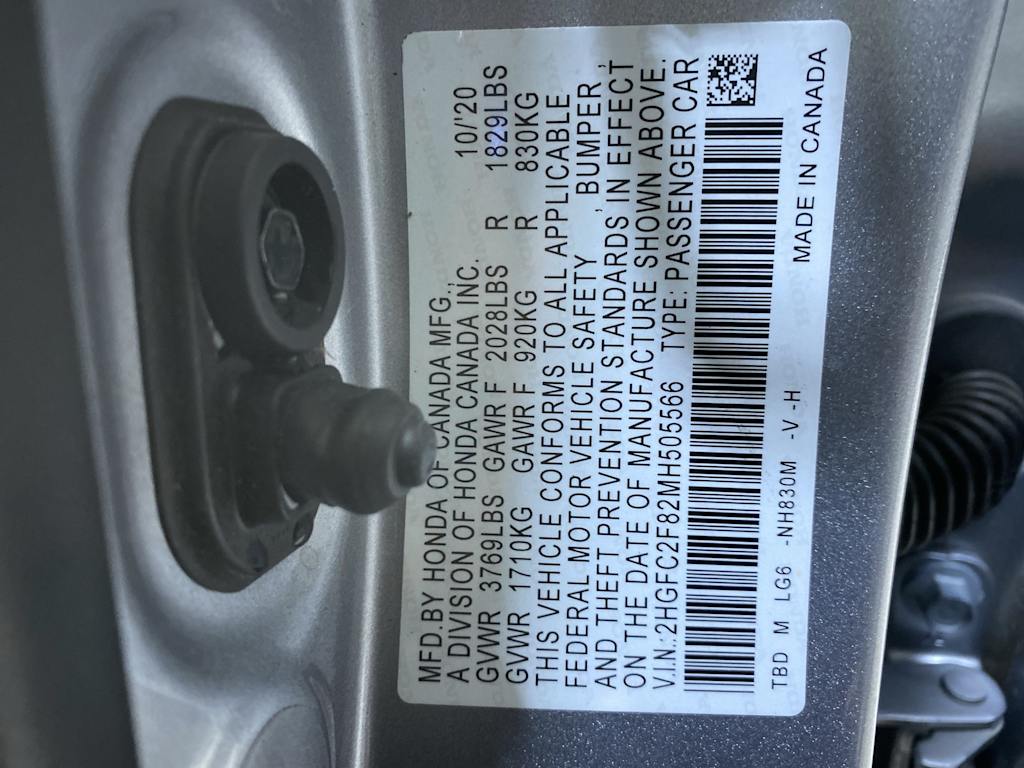 MFD.BY HONDA OF CANADA MFG., 10/'20
A DIVISION OF HONDA CANADA INC.
GVWR 3769LBS GAWR F 2028LBS R 1829LBS
GVWR 1710KG GAWR F 920KG R 830KG
THIS VEHICLE CONFORMS TO ALL APPLICABLE
FEDERAL MOTOR VEHICLE SAFETY , BUMPER ,
AND THEFT PREVENTION STANDARDS IN EFFECT
ON THE DATE OF MANUFACTURE SHOWN ABOVE.
V.I.N.:2HGFC2F82MH505566 TYPE: PASSENGER CAR
MADE IN CANADA
TBD M LG6 -NH830M -V -H